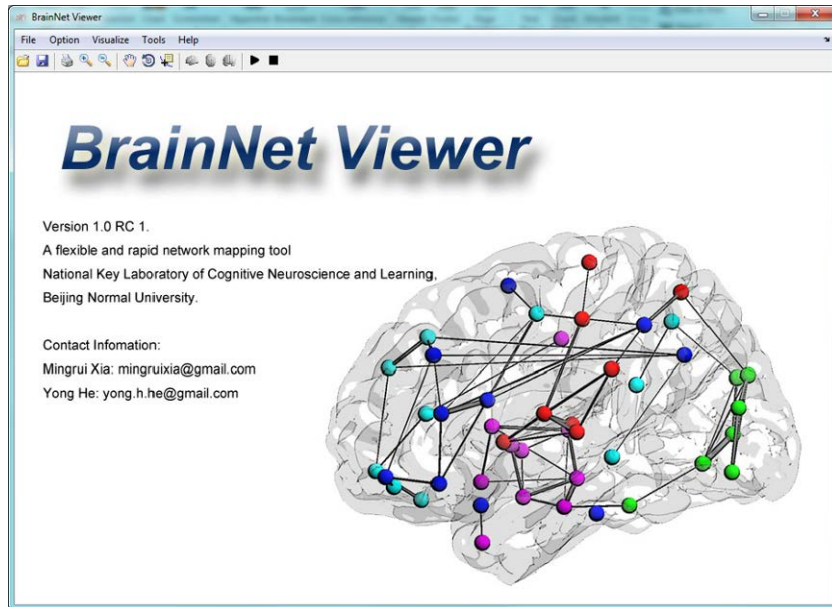 BrainNet Viewer
File Option Visualize Tools Help
BrainNet Viewer
Version 1.0 RC 1.
A flexible and rapid network mapping tool
National Key Laboratory of Cognitive Neuroscience and Learning,
Beijing Normal University.
Contact Infomation:
Mingrui Xia: mingruixia@gmail.com
Yong He: yong.h.he@gmail.com